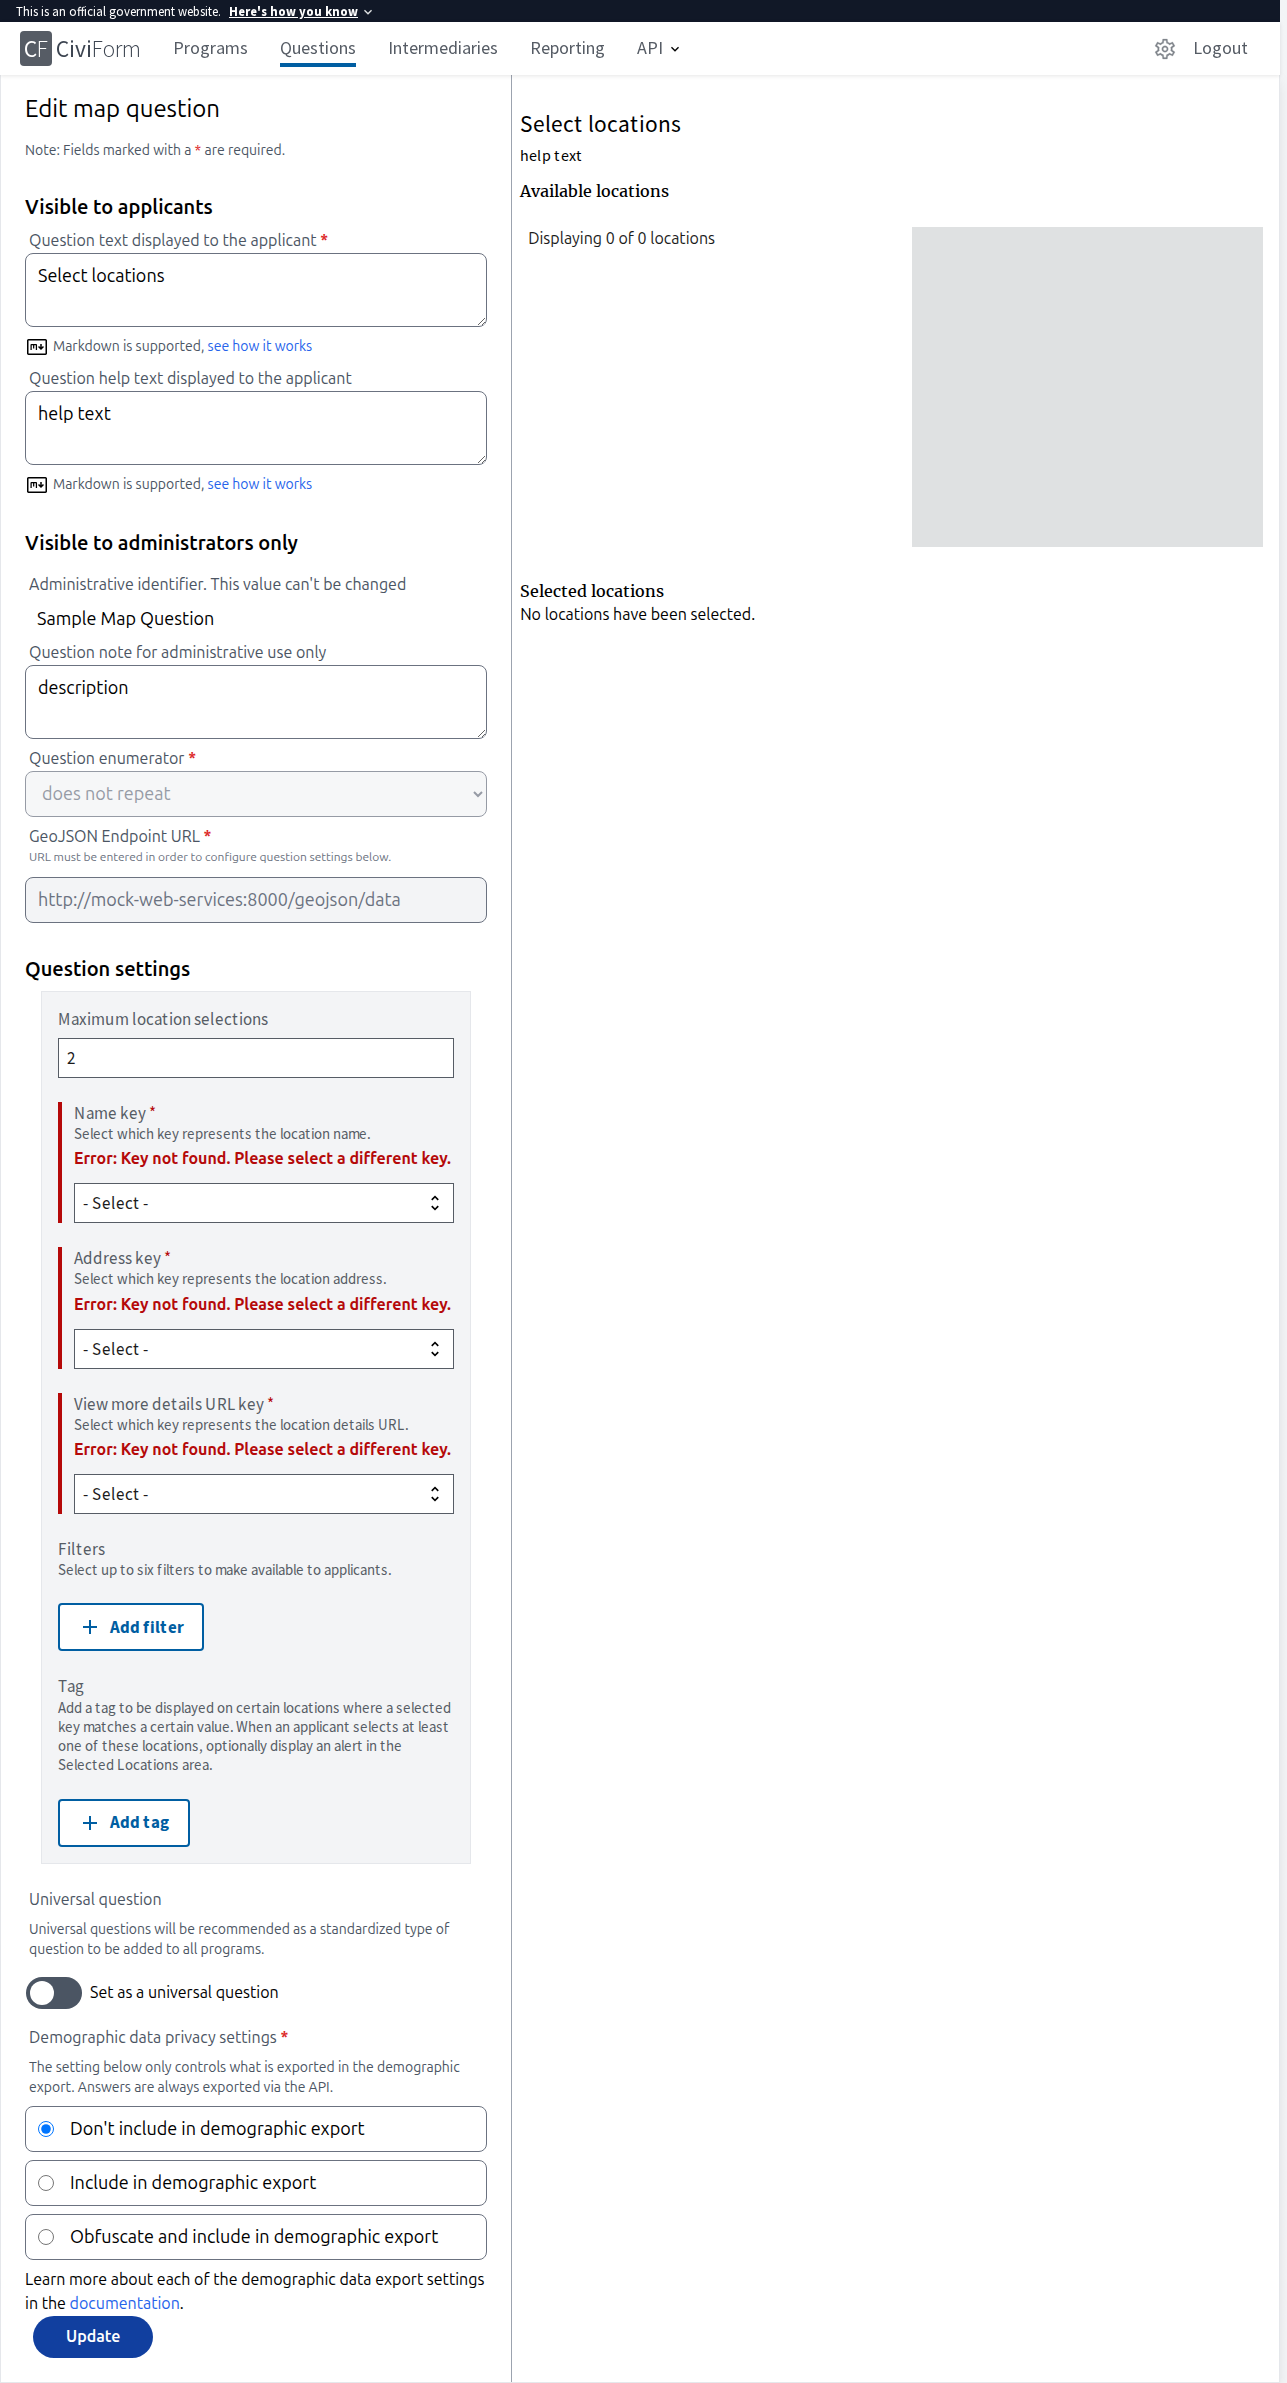 This is an official government website. Here's how you know
CF CiviForm Programs Questions Intermediaries Reporting API Logout
Edit map question
Note: Fields marked with a * are required.
Visible to applicants
Question text displayed to the applicant *
Select locations
Markdown is supported, see how it works
Question help text displayed to the applicant
help text
Markdown is supported, see how it works
Visible to administrators only
Administrative identifier. This value can't be changed
Sample Map Question
Question note for administrative use only
description
Question enumerator *
does not repeat
GeoJSON Endpoint URL *
URL must be entered in order to configure question settings below.
http://mock-web-services:8000/geojson/data
Question settings
Maximum location selections
2
Name key *
Select which key represents the location name.
Error: Key not found. Please select a different key.
- Select -
Address key *
Select which key represents the location address.
Error: Key not found. Please select a different key.
- Select -
View more details URL key *
Select which key represents the location details URL.
Error: Key not found. Please select a different key.
- Select -
Filters
Select up to six filters to make available to applicants.
Add filter
Tag
Add a tag to be displayed on certain locations where a selected
key matches a certain value. When an applicant selects at least
one of these locations, optionally display an alert in the
Selected Locations area.
Add tag
Universal question
Universal questions will be recommended as a standardized type of
question to be added to all programs.
Set as a universal question
Demographic data privacy settings *
The setting below only controls what is exported in the demographic
export. Answers are always exported via the API.
Don't include in demographic export
Include in demographic export
Obfuscate and include in demographic export
Learn more about each of the demographic data export settings
in the documentation.
Update
Select locations
help text
Available locations
Displaying 0 of 0 locations
Selected locations
No locations have been selected.